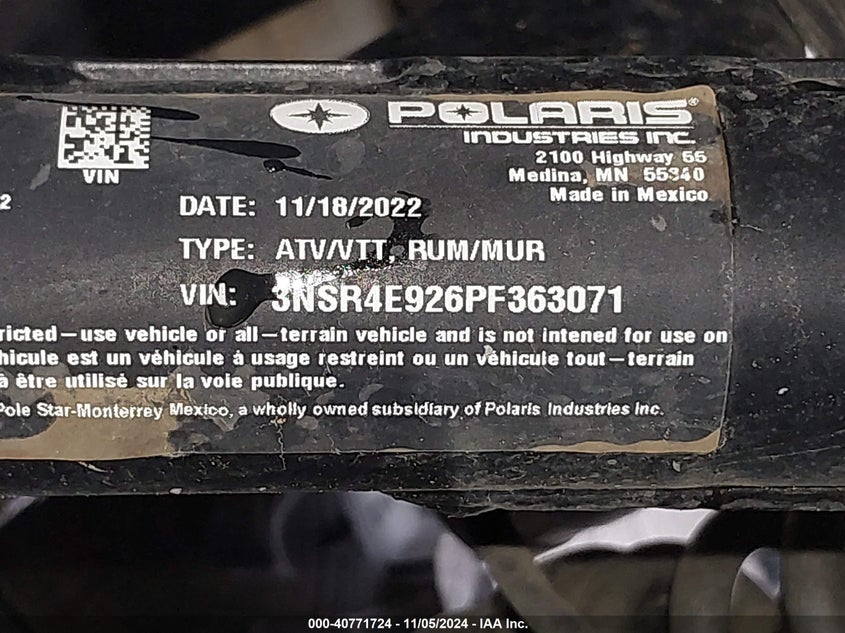 POLARIS®
INDUSTRIES INC.
2100 Highway 55
Medina, MN 55340
Made in Mexico
VIN
2
DATE: 11/18/2022
TYPE: ATV/VTT, RUM/MUR
VIN: 3NSR4E926PF363071
ricted-use vehicle or all-terrain vehicle and is not intened for use on
hicule est un véhicule à usage restreint ou un véhicule tout-terrain
à être utilisé sur la voie publique.
Pole Star-Monterrey Mexico, a wholly owned subsidiary of Polaris Industries Inc.
000-40771724 - 11/05/2024 - IAA Inc.